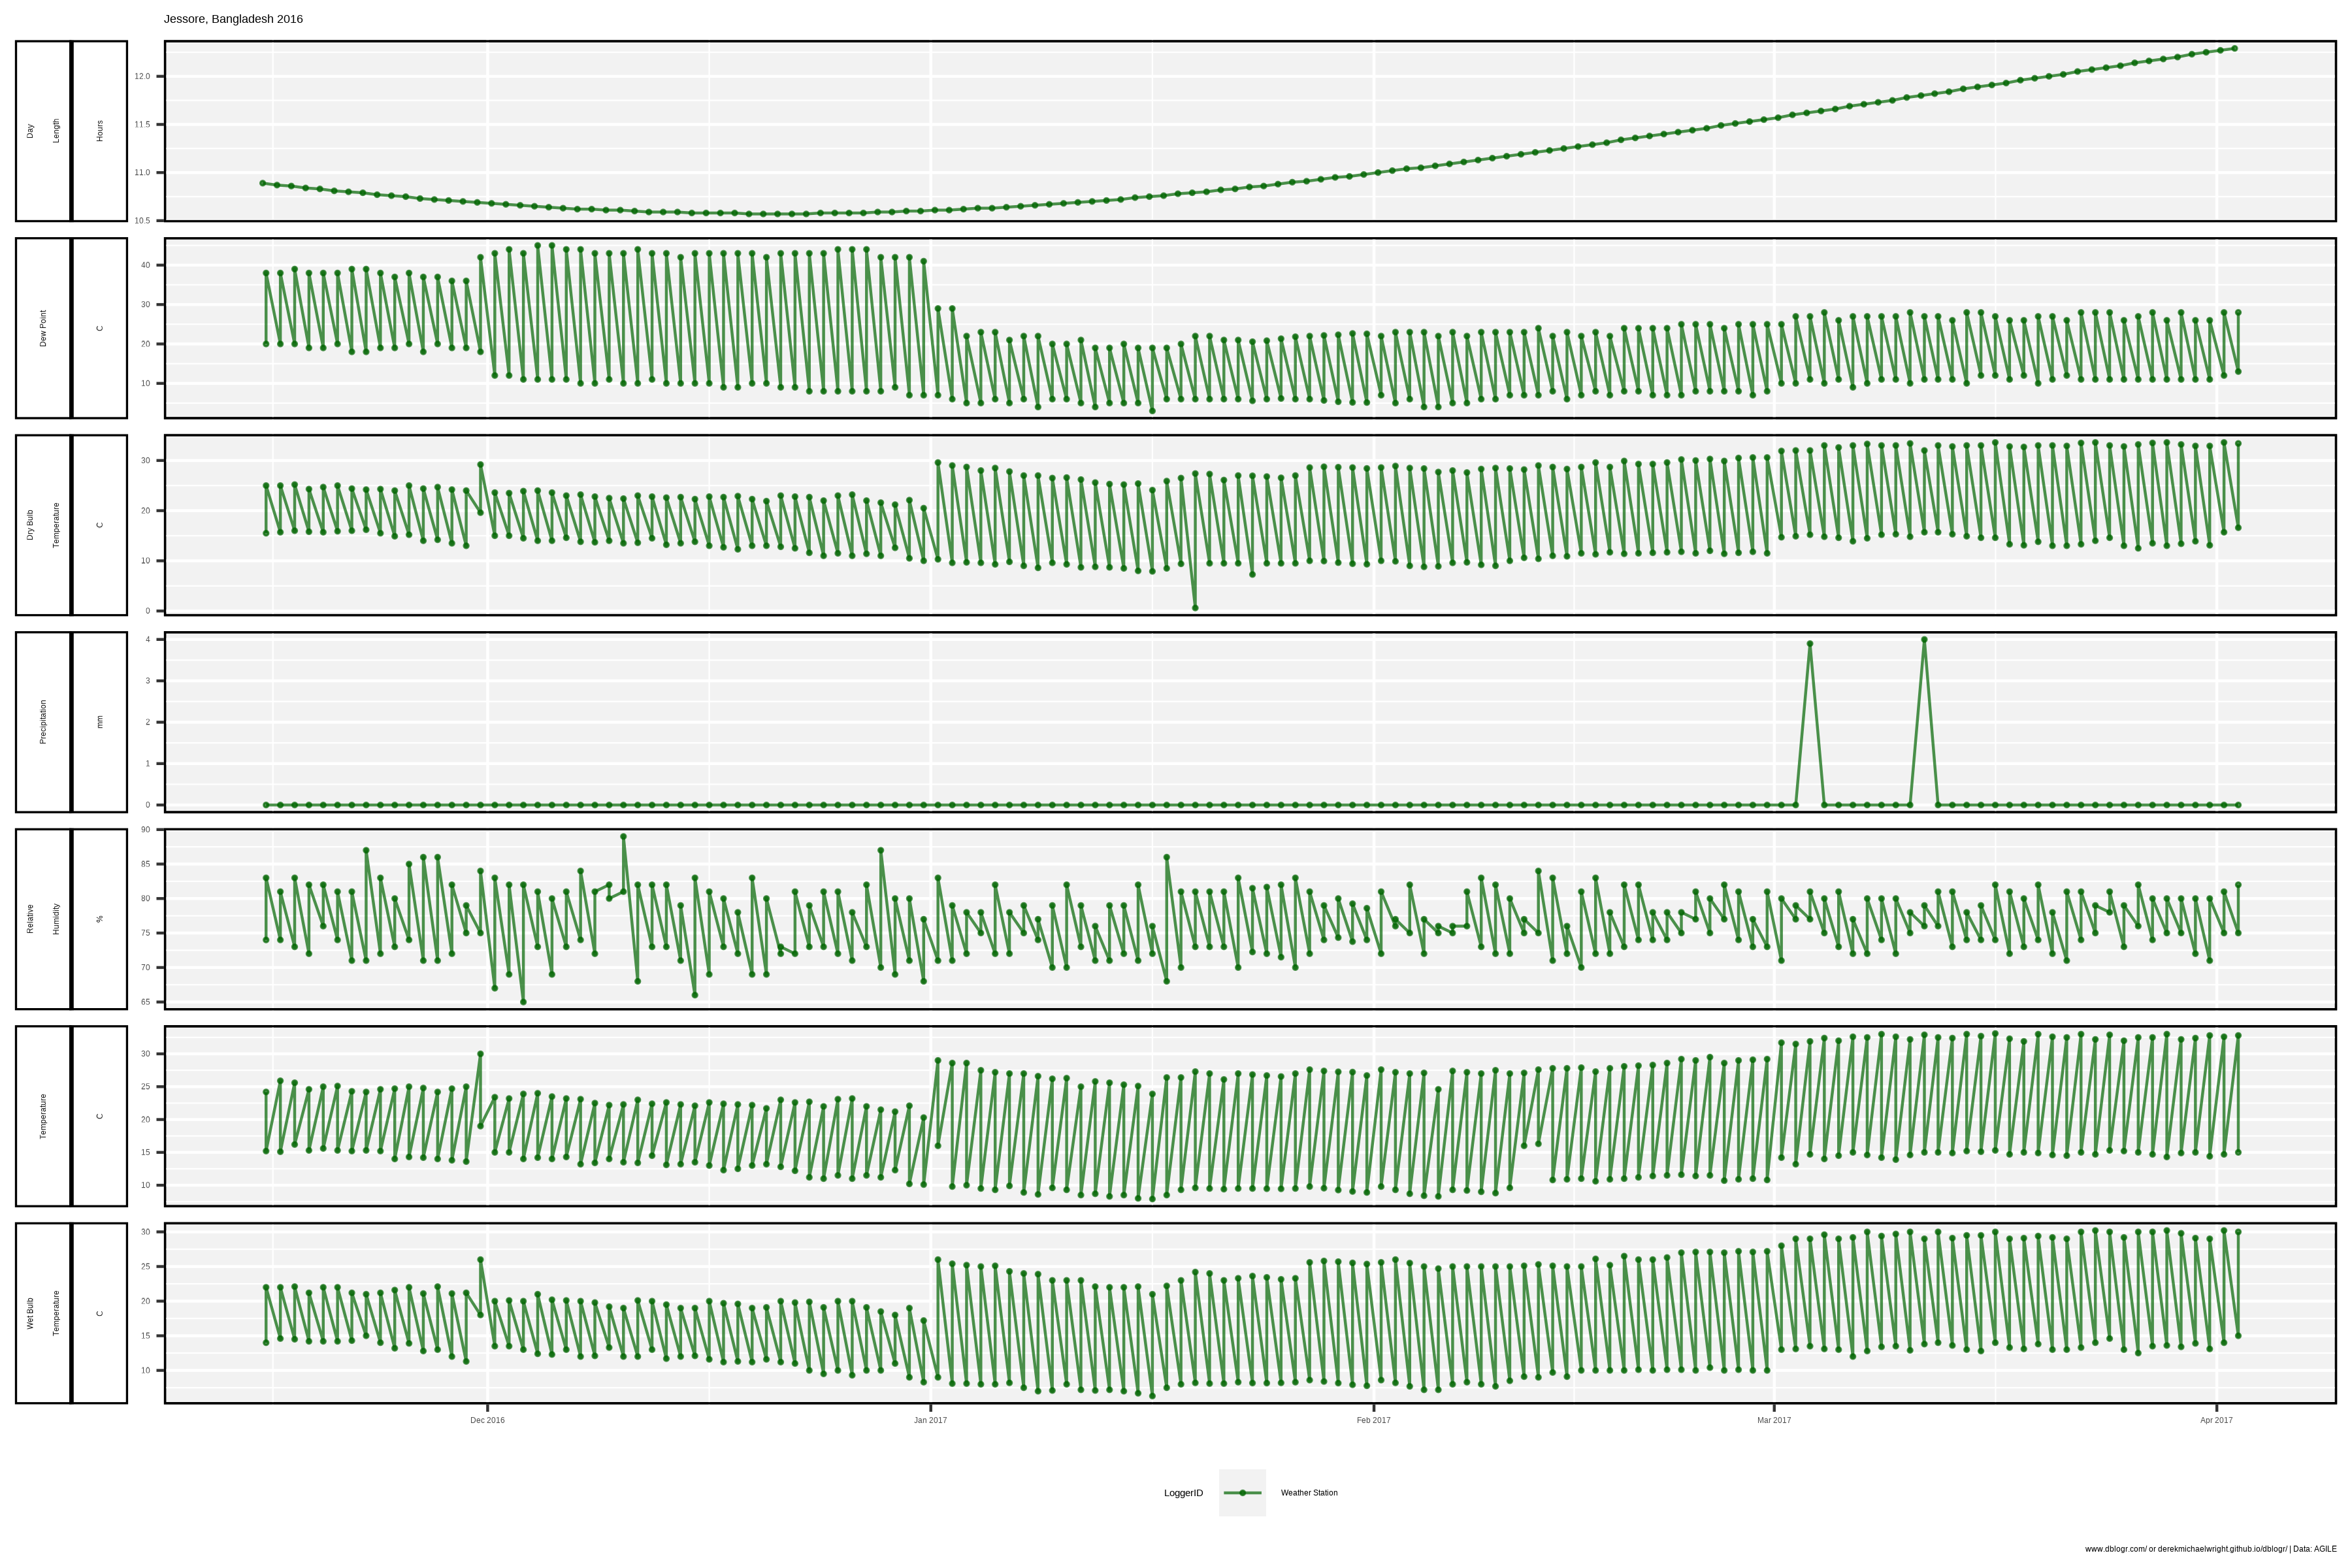 Jessore, Bangladesh 2016
Day
Length
Hours
12.0
11.5
11.0
10.5
Dew Point
C
40
30
20
10
Dry Bulb
Temperature
C
30
20
10
0
Precipitation
mm
4
3
2
1
0
Relative
Humidity
%
90
85
80
75
70
65
Temperature
C
30
25
20
15
10
Wet Bulb
Temperature
C
30
25
20
15
10
Dec 2016
Jan 2017
Feb 2017
Mar 2017
Apr 2017
LoggerID
Weather Station
www.dblogr.com/ or derekmichaelwright.github.io/dblogr/ | Data: AGILE